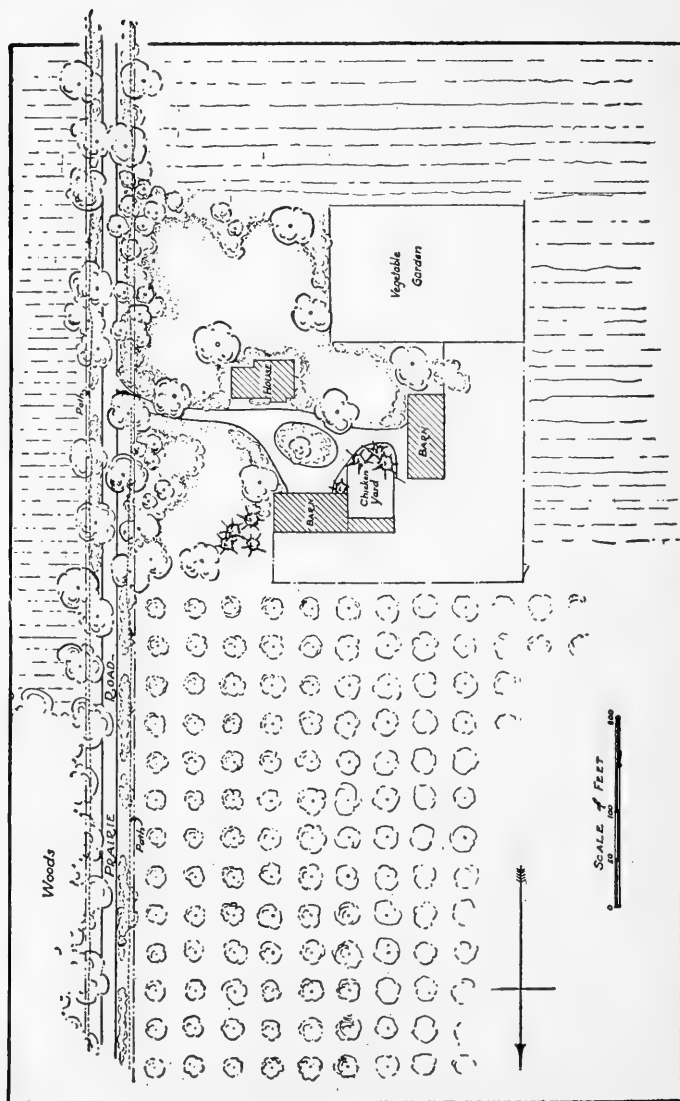 Woods
Path
PRAIRIE ROAD
Path
House
Vegetable
Garden
BARN
Chicken
Yard
BARN
SCALE of FEET
0 50 100 200